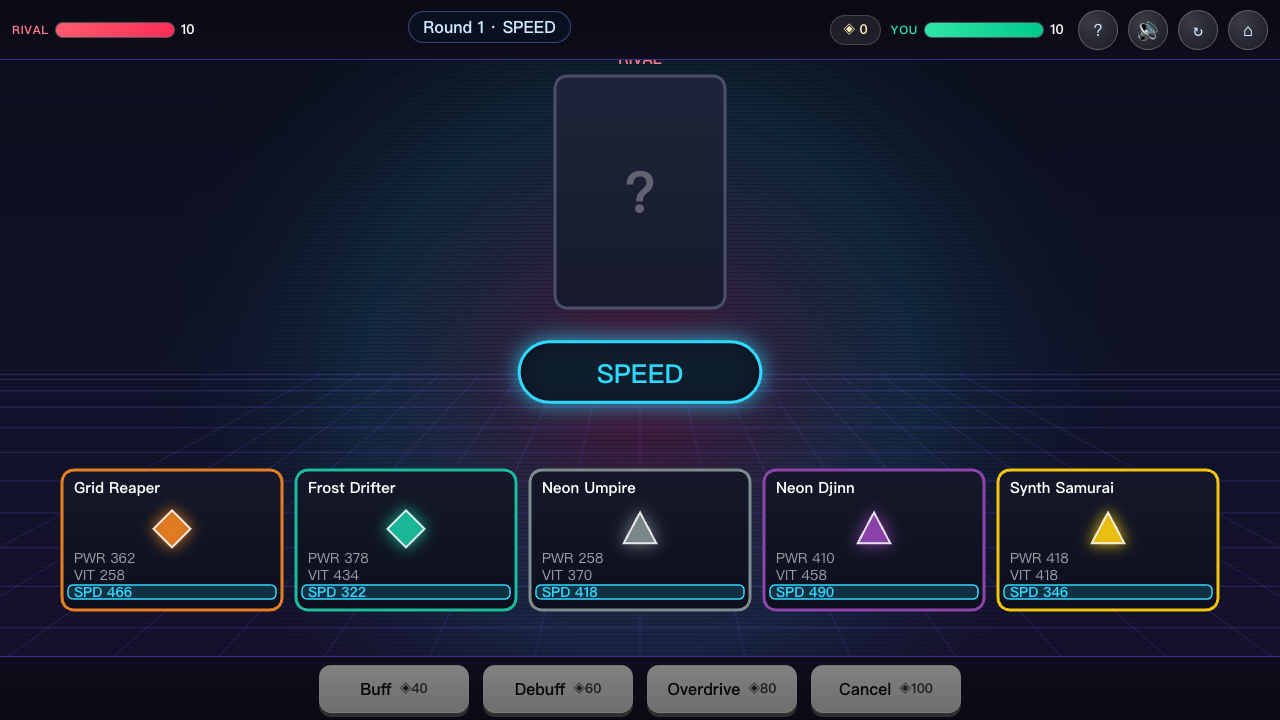 RIVAL 10
Round 1 · SPEED
◈ 0
YOU 10
?
RIVAL
?
SPEED
Grid Reaper
PWR 362
VIT 258
SPD 466
Frost Drifter
PWR 378
VIT 434
SPD 322
Neon Umpire
PWR 258
VIT 370
SPD 418
Neon Djinn
PWR 410
VIT 458
SPD 490
Synth Samurai
PWR 418
VIT 418
SPD 346
Buff ◈40
Debuff ◈60
Overdrive ◈80
Cancel ◈100